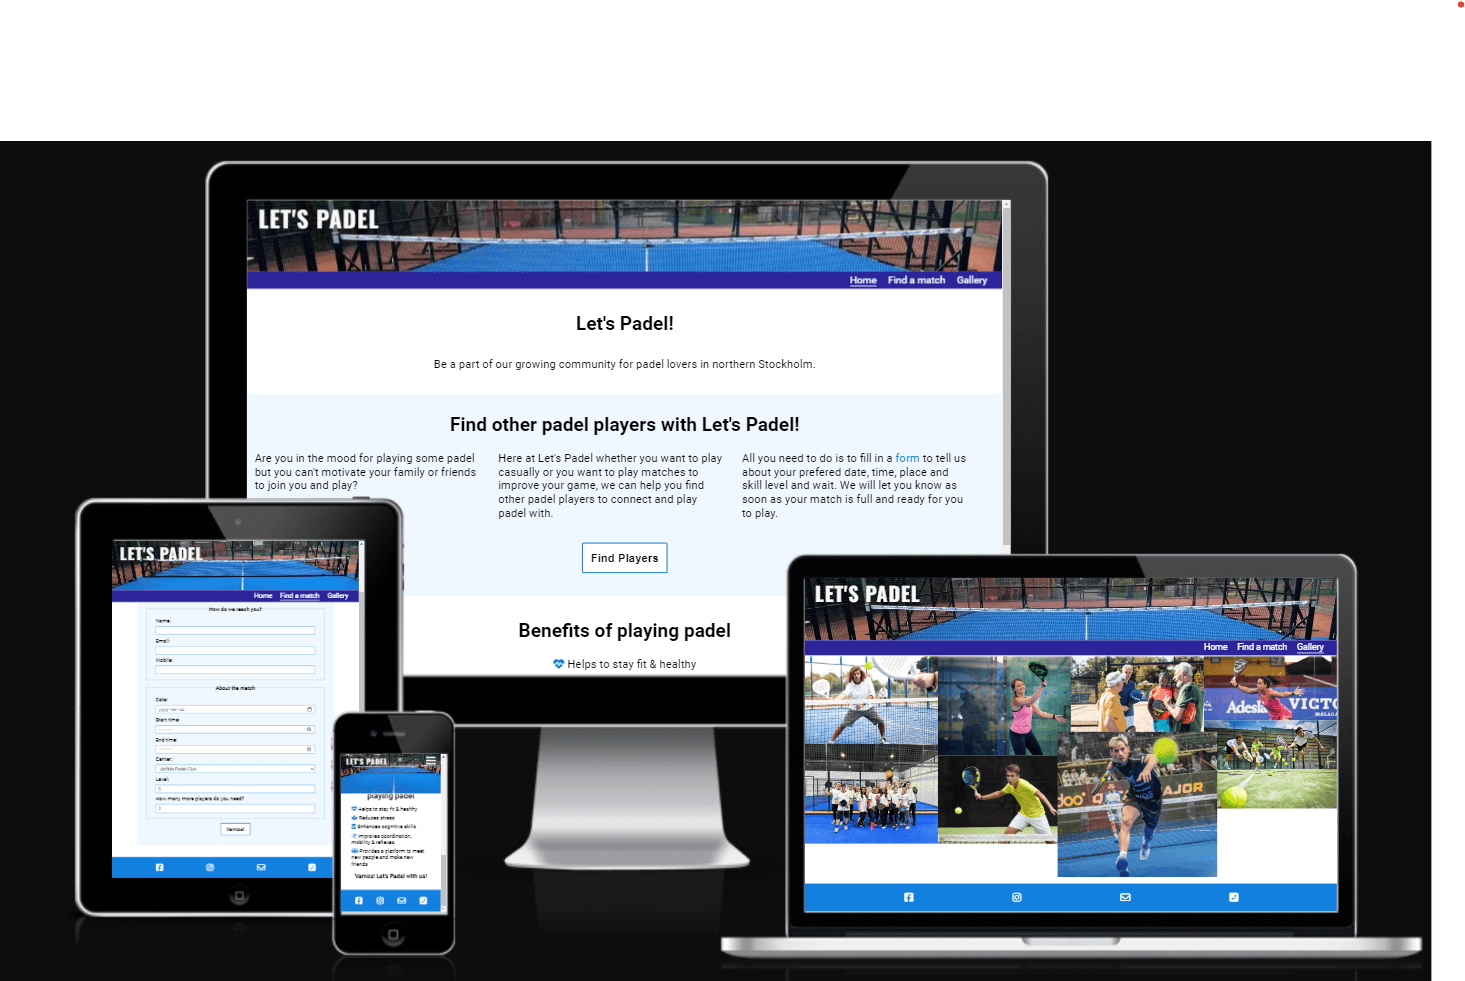 LET'S PADEL
Home Find a match Gallery
Let's Padel!
Be a part of our growing community for padel lovers in northern Stockholm.
Find other padel players with Let's Padel!
Are you in the mood for playing some padel
but you can't motivate your family or friends
to join you and play?
Here at Let's Padel whether you want to play
casually or you want to play matches to
improve your game, we can help you find
other padel players to connect and play
padel with.
All you need to do is to fill in a form to tell us
about your prefered date, time, place and
skill level and wait. We will let you know as
soon as your match is full and ready for you
to play.
Find Players
Benefits of playing padel
Helps to stay fit & healthy
LET'S PADEL
Home Find a match Gallery
How do we reach you?
Name:
Email:
Mobile:
About the match
Date:
yyyy-mm-dd
Start time:
--:--
End time:
--:--
Center:
Padel Club
Level:
5
How many more players do you need?
3
Vamos!
LET'S PADEL
playing padel
Helps to stay fit & healthy
Reduces stress
Enhances cognitive skills
Improves coordination,
mobility & reflexes
Provides a platform to meet
new people and make new
friends
Vamos! Let's Padel with us!
LET'S PADEL
Home Find a match Gallery
Adesla
VICTOR
MÁLAGA
AJOR